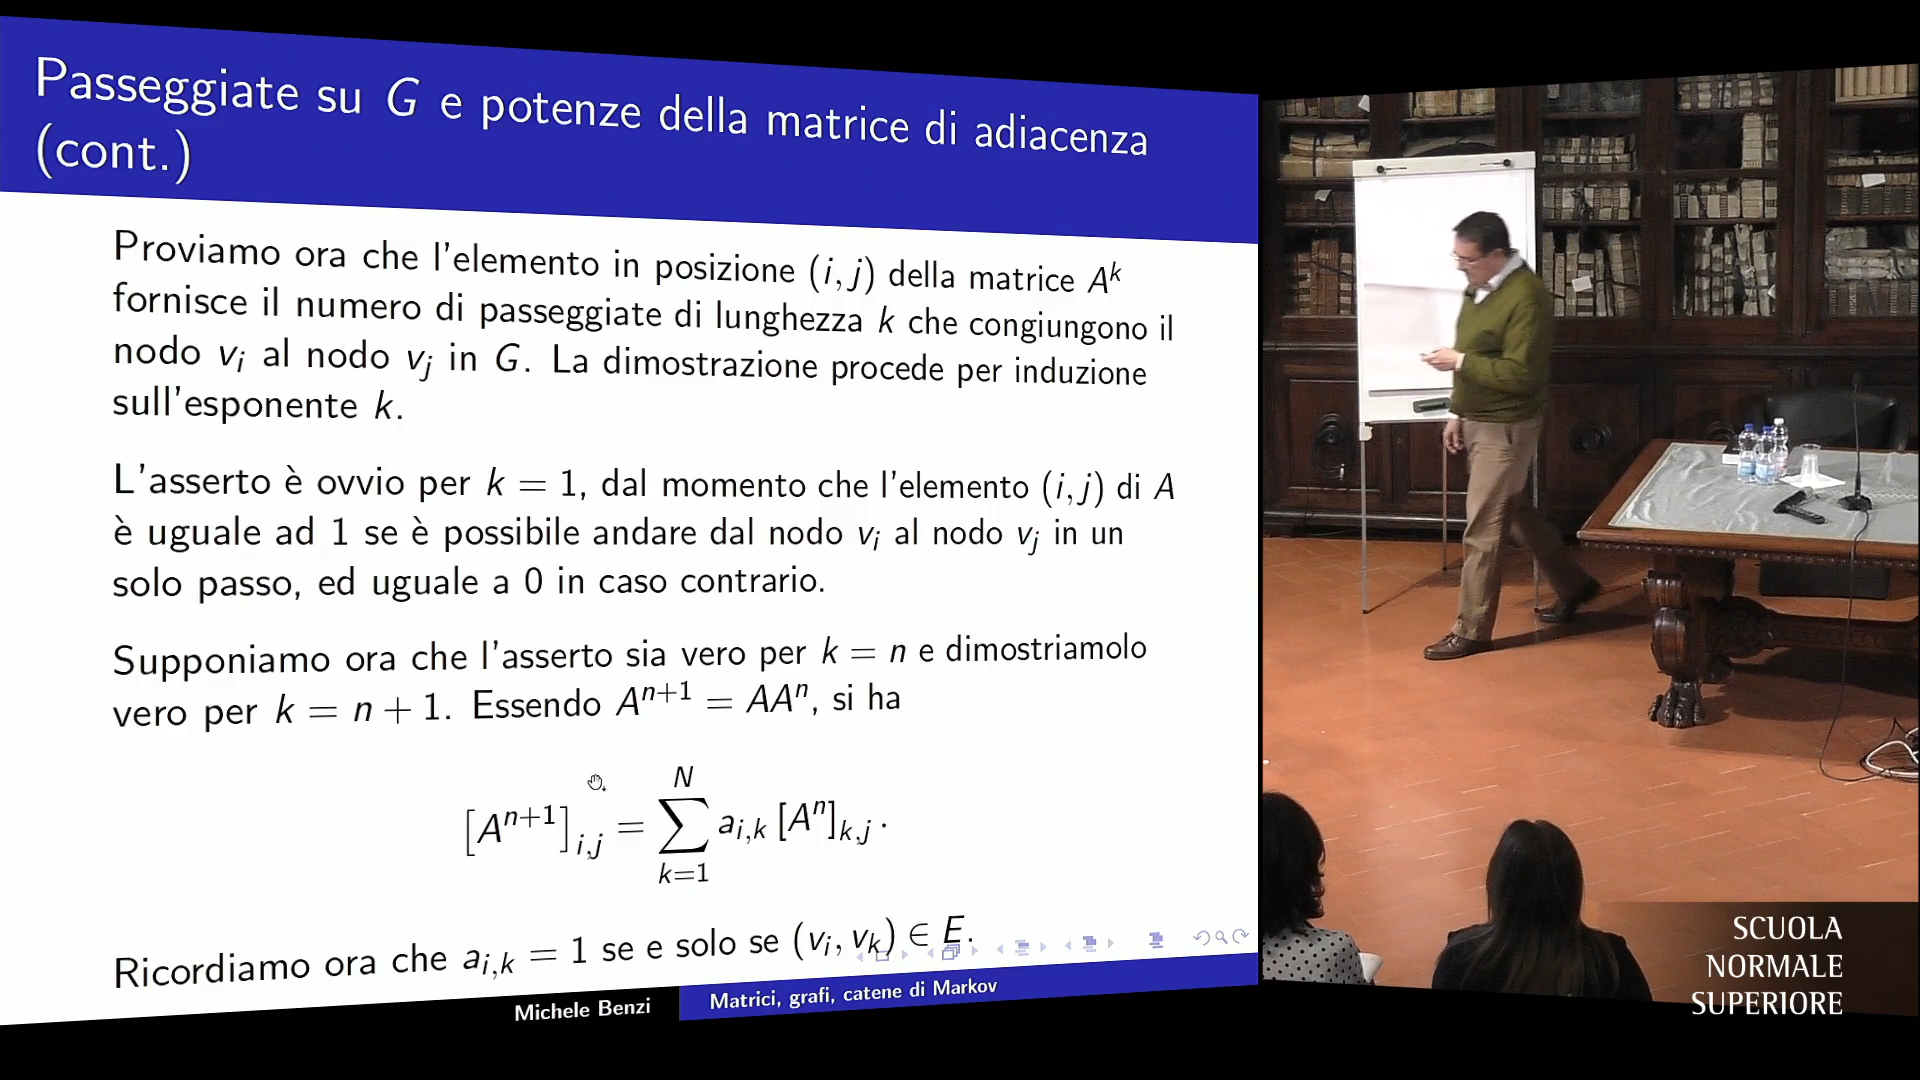 Passeggiate su G e potenze della matrice di adiacenza
(cont.)
Proviamo ora che l'elemento in posizione (i, j) della matrice A^k
fornisce il numero di passeggiate di lunghezza k che congiungono il
nodo v_i al nodo v_j in G. La dimostrazione procede per induzione
sull'esponente k.
L'asserto è ovvio per k = 1, dal momento che l'elemento (i, j) di A
è uguale ad 1 se è possibile andare dal nodo v_i al nodo v_j in un
solo passo, ed uguale a 0 in caso contrario.
Supponiamo ora che l'asserto sia vero per k = n e dimostriamolo
vero per k = n + 1. Essendo A^{n+1} = AA^n, si ha
[A^{n+1}]_{i,j} = \sum_{k=1}^{N} a_{i,k} [A^n]_{k,j}.
Ricordiamo ora che a_{i,k} = 1 se e solo se (v_i, v_k) ∈ E.
Michele Benzi
Matrici, grafi, catene di Markov
SCUOLA
NORMALE
SUPERIORE